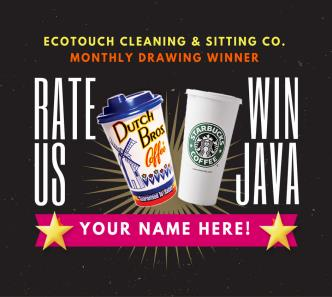 ECOTOUCH CLEANING & SITTING CO.
MONTHLY DRAWING WINNER
RATE
US
WIN
JAVA
Dutch
Bros.
Coffee
STARBUCKS
COFFEE
YOUR NAME HERE!